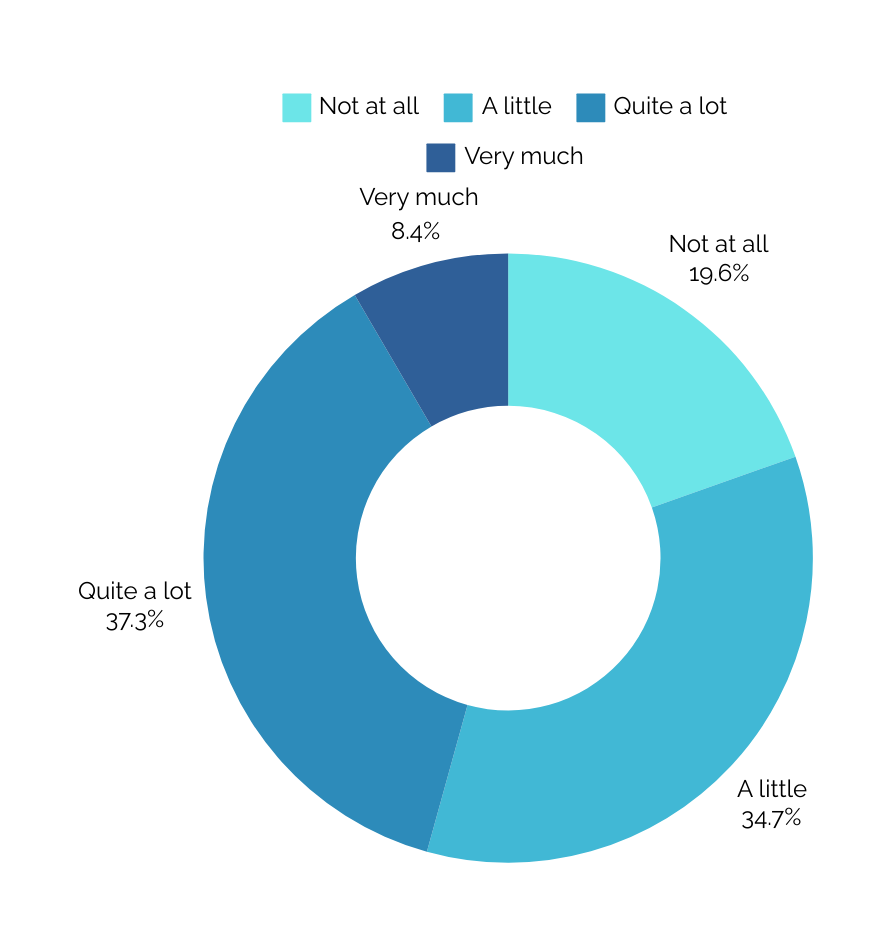 Not at all
A little
Quite a lot
Very much
Very much
8.4%
Not at all
19.6%
Quite a lot
37.3%
A little
34.7%